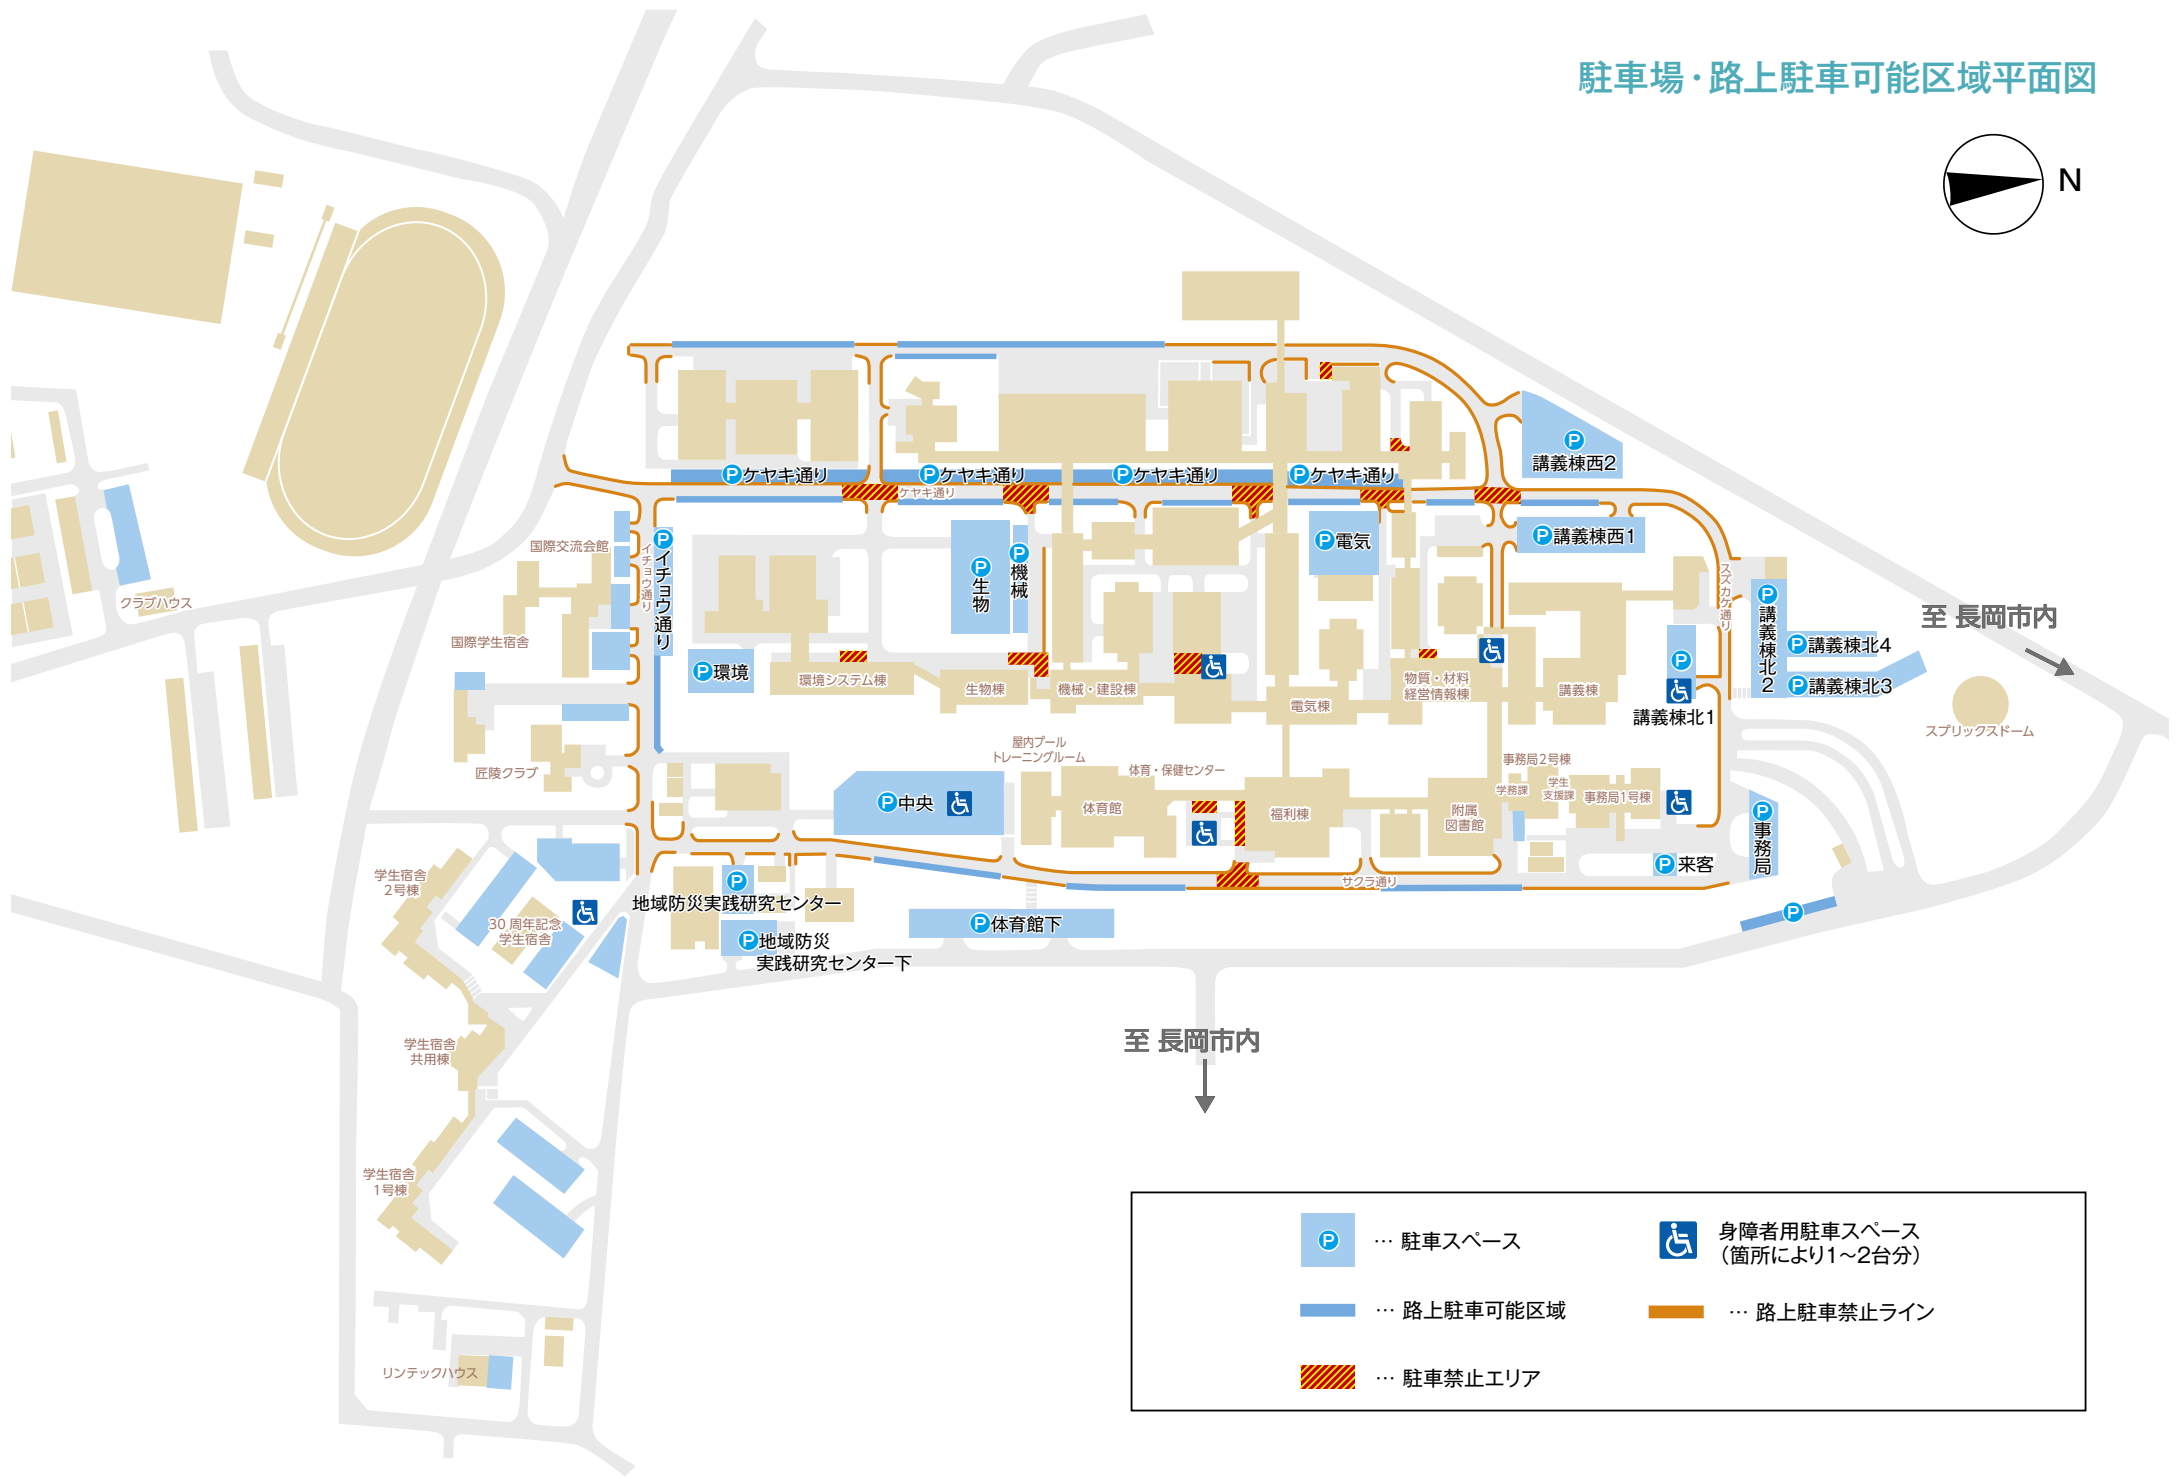 駐車場・路上駐車可能区域平面図
N
P 講義棟西2
P ケヤキ通り
P ケヤキ通り
P ケヤキ通り
P ケヤキ通り
ケヤキ通り
P 講義棟西1
P 電気
P 生物
P 機械
P イチョウ通り
イチョウ通り
国際交流会館
クラブハウス
国際学生宿舎
スズカケ通り
P 講義棟北2
P 講義棟北4
P 講義棟北3
至 長岡市内
P
講義棟北1
P 環境
環境システム棟
生物棟
機械・建設棟
電気棟
物質・材料
経営情報棟
講義棟
スプリックスドーム
匠陵クラブ
屋内プール
トレーニングルーム
体育・保健センター
事務局2号棟
学務課
学生
支援課
事務局1号棟
P 中央
体育館
福利棟
附属
図書館
P 事務局
P 来客
サクラ通り
P
学生宿舎
2号棟
30周年記念
学生宿舎
P
地域防災実践研究センター
P 地域防災
実践研究センター下
P 体育館下
至 長岡市内
学生宿舎
共用棟
学生宿舎
1号棟
リンテックハウス
P … 駐車スペース
身障者用駐車スペース
（箇所により1〜2台分）
… 路上駐車可能区域
… 路上駐車禁止ライン
… 駐車禁止エリア